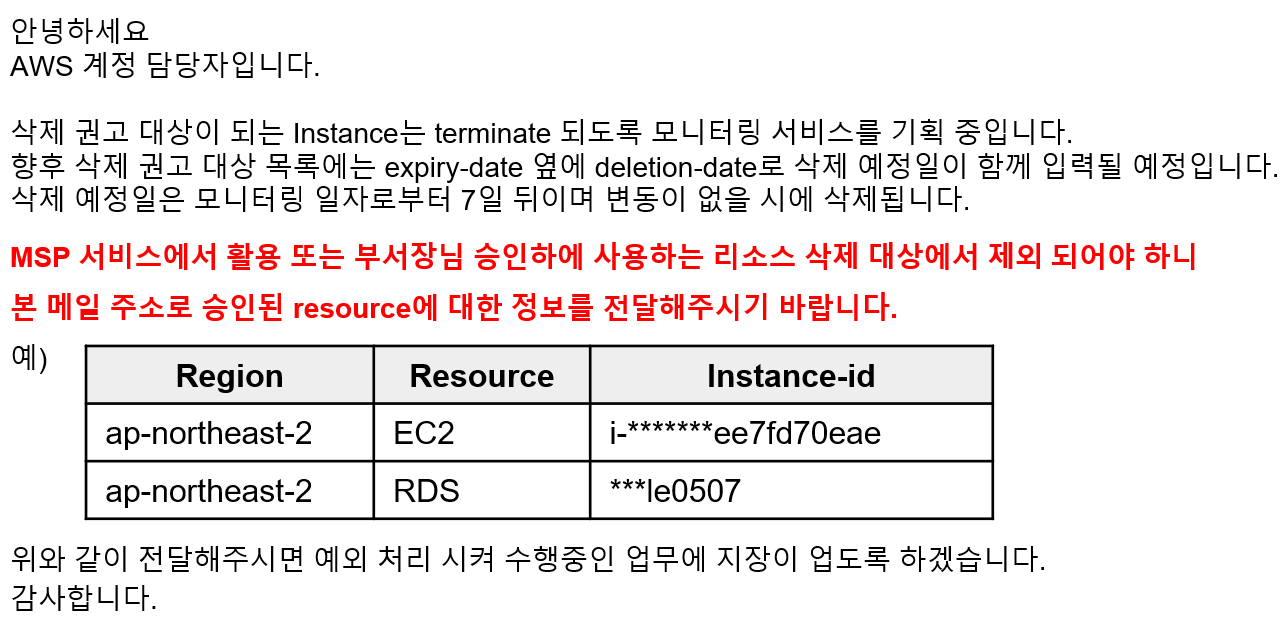 안녕하세요
AWS 계정 담당자입니다.
삭제 권고 대상이 되는 Instance는 terminate 되도록 모니터링 서비스를 기획 중입니다.
향후 삭제 권고 대상 목록에는 expiry-date 옆에 deletion-date로 삭제 예정일이 함께 입력될 예정입니다.
삭제 예정일은 모니터링 일자로부터 7일 뒤이며 변동이 없을 시에 삭제됩니다.
MSP 서비스에서 활용 또는 부서장님 승인하에 사용하는 리소스 삭제 대상에서 제외 되어야 하니
본 메일 주소로 승인된 resource에 대한 정보를 전달해주시기 바랍니다.
예)
Region Resource Instance-id
ap-northeast-2 EC2 i-*******ee7fd70eae
ap-northeast-2 RDS ***le0507
위와 같이 전달해주시면 예외 처리 시켜 수행중인 업무에 지장이 업도록 하겠습니다.
감사합니다.